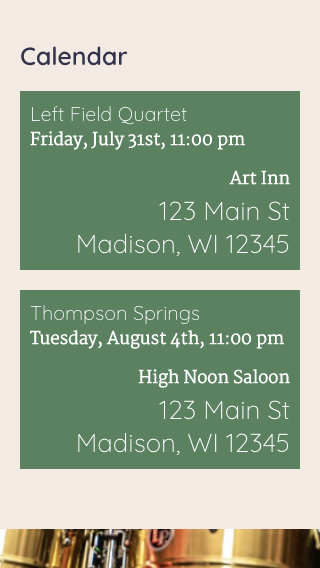 Calendar
Left Field Quartet
Friday, July 31st, 11:00 pm
Art Inn
123 Main St
Madison, WI 12345
Thompson Springs
Tuesday, August 4th, 11:00 pm
High Noon Saloon
123 Main St
Madison, WI 12345
LP